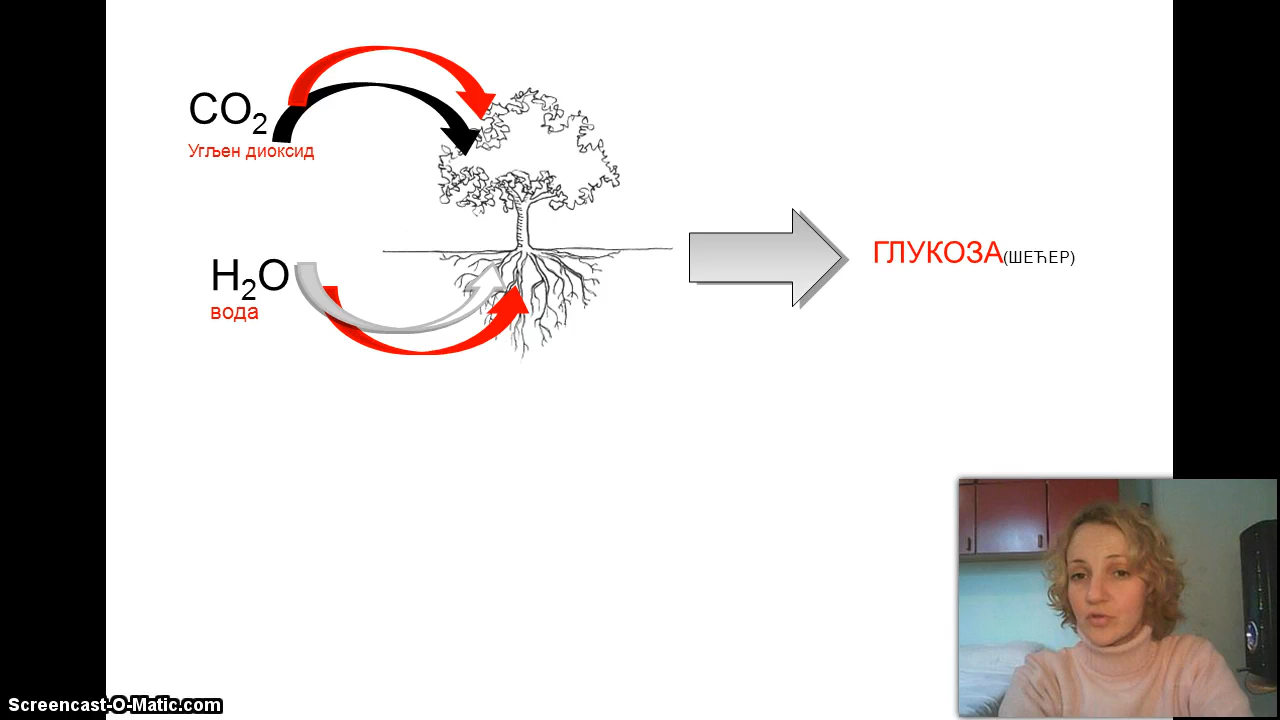 CO2
Угљен диоксид
ГЛУКОЗА(ШЕЋЕР)
H2O
вода
Screencast-O-Matic.com